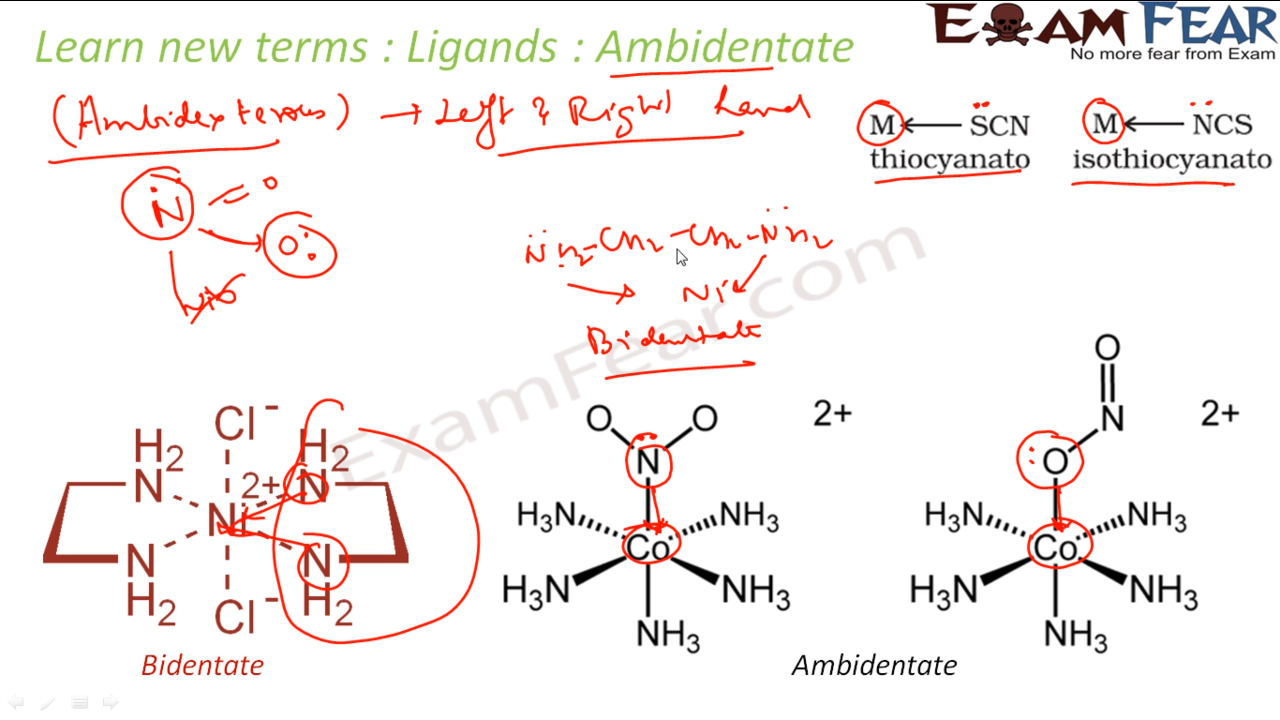 Learn new terms : Ligands : Ambidentate
EXAM FEAR
No more fear from Exam
(Ambidexterous) → Left & Right hand
M ← SCN
thiocyanato
M ← NCS
isothiocyanato
N = O
O
NH2-CH2-CH2-NH2
Ni
Bidentate
ExamFear.com
Cl-
H2 H2
N N
2+
Ni
N N
H2 H2
Cl-
Bidentate
O O
2+
N
H3N NH3
Co
H3N NH3
NH3
O
N
2+
O
H3N NH3
Co
H3N NH3
NH3
Ambidentate